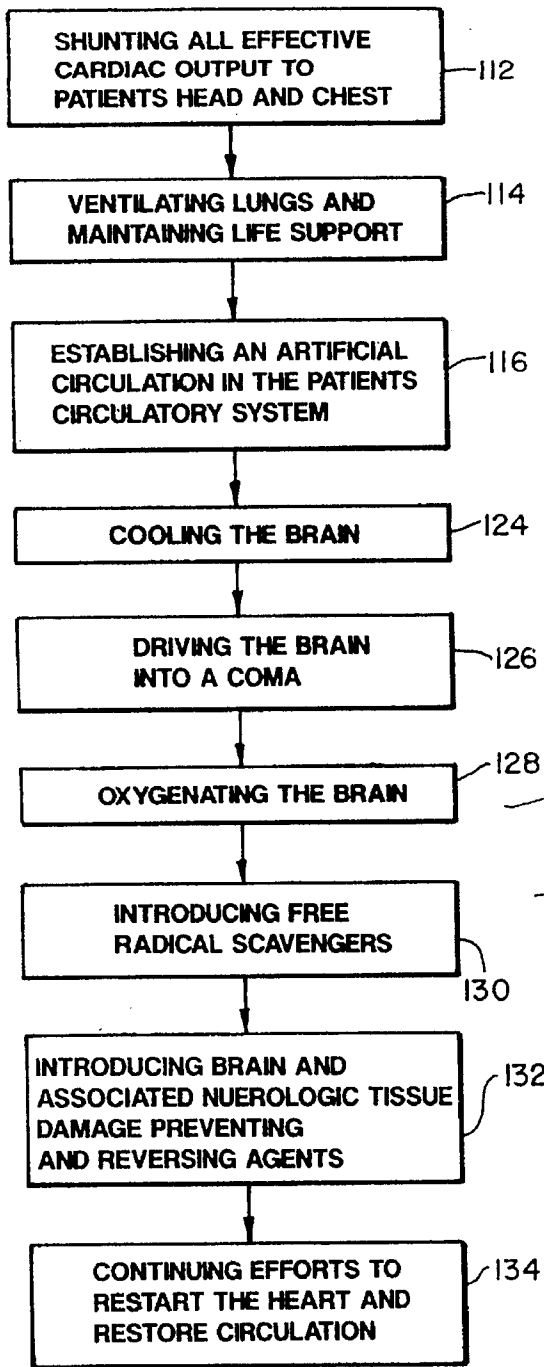 SHUNTING ALL EFFECTIVE
CARDIAC OUTPUT TO
PATIENTS HEAD AND CHEST
112
VENTILATING LUNGS AND
MAINTAINING LIFE SUPPORT
114
ESTABLISHING AN ARTIFICIAL
CIRCULATION IN THE PATIENTS
CIRCULATORY SYSTEM
116
COOLING THE BRAIN
124
DRIVING THE BRAIN
INTO A COMA
126
OXYGENATING THE BRAIN
128
INTRODUCING FREE
RADICAL SCAVENGERS
130
INTRODUCING BRAIN AND
ASSOCIATED NUEROLOGIC TISSUE
DAMAGE PREVENTING
AND REVERSING AGENTS
132
CONTINUING EFFORTS TO
RESTART THE HEART AND
RESTORE CIRCULATION
134